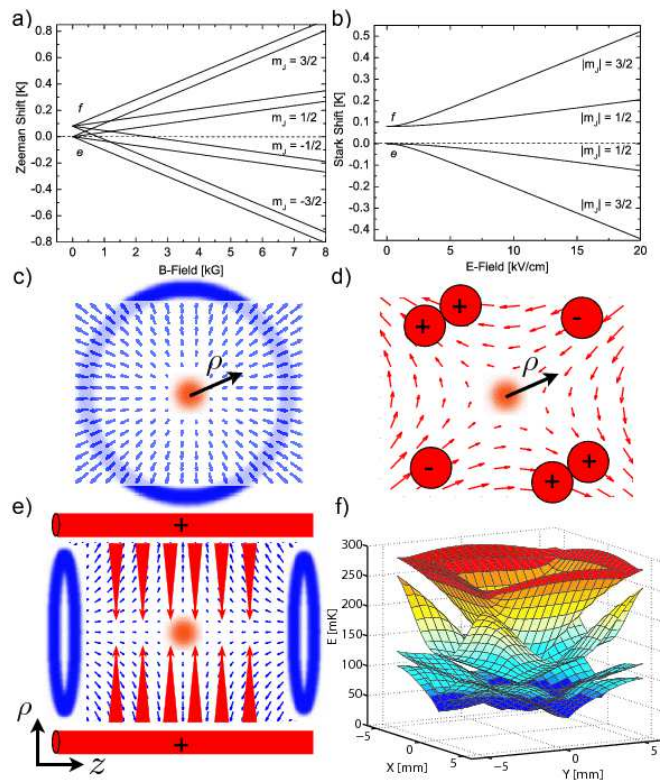 a)
0.8
0.6
0.4
0.2
0.0
-0.2
-0.4
-0.6
-0.8
Zeeman Shift [K]
f
e
m_J = 3/2
m_J = 1/2
m_J = -1/2
m_J = -3/2
0 1 2 3 4 5 6 7 8
B-Field [kG]
b)
0.5
0.4
0.3
0.2
0.1
0.0
-0.1
-0.2
-0.3
-0.4
Stark Shift [K]
f
e
|m_J| = 3/2
|m_J| = 1/2
|m_J| = 1/2
|m_J| = 3/2
0 5 10 15 20
E-Field [kV/cm]
c)
ρ
d)
+ + -
ρ
- + +
e)
+
+
ρ
z
f)
300
250
200
150
100
50
0
E [mK]
-5 0 5
X [mm]
-5 0 5
Y [mm]